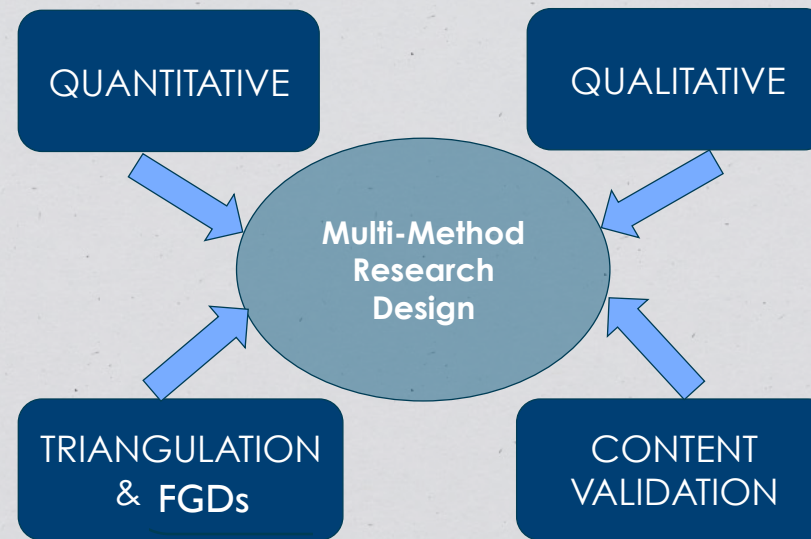 QUANTITATIVE
QUALITATIVE
Multi-Method
Research
Design
TRIANGULATION
& FGDs
CONTENT
VALIDATION